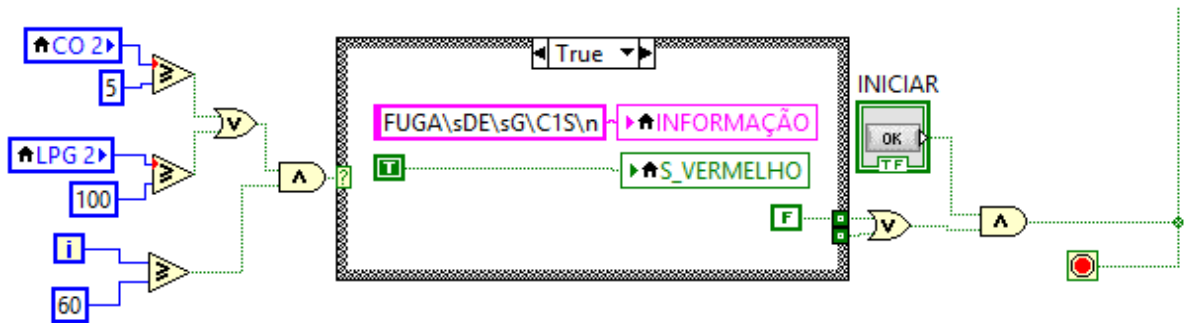 CO 2
5
LPG 2
100
i
60
True
FUGA\sDE\sG\C1S\n
INFORMAÇÃO
T
S_VERMELHO
F
?
INICIAR
OK
TF